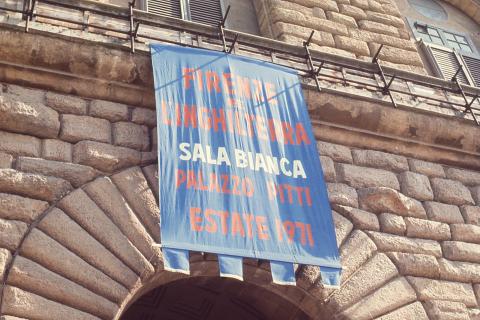 FIRENZE
E
L'INGHILTERRA
SALA BIANCA
PALAZZO PITTI
ESTATE 1971